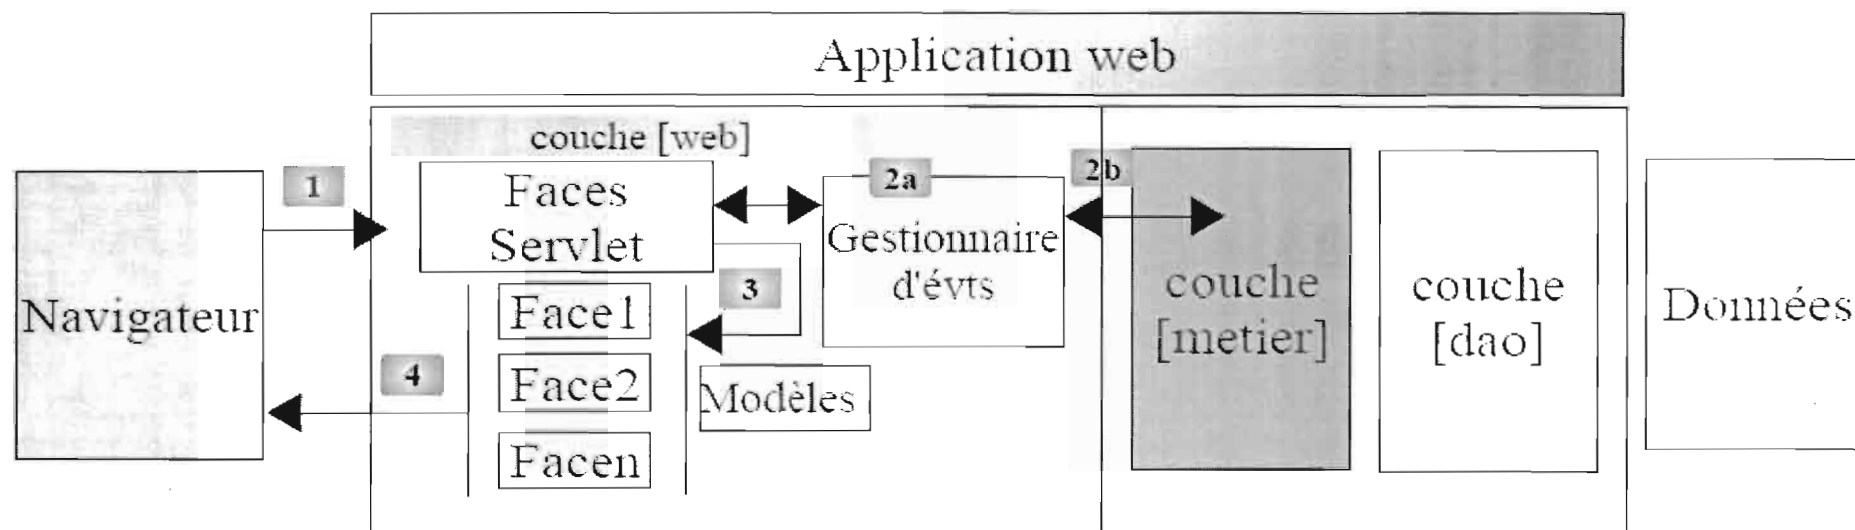 Application web
couche [web]
1
Faces
Servlet
2a
2b
Gestionnaire
d'évts
couche
[metier]
couche
[dao]
Données
Navigateur
3
Face1
4
Face2
Modèles
Facen